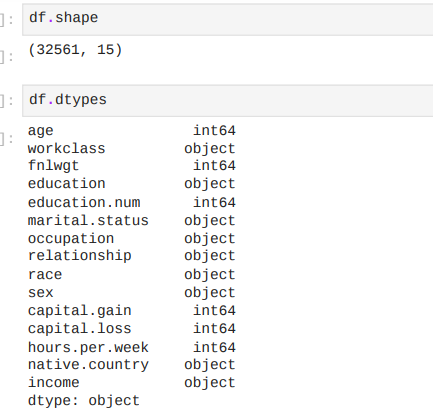 ]: df.shape
]: (32561, 15)
]: df.dtypes
]: age int64
workclass object
fnlwgt int64
education object
education.num int64
marital.status object
occupation object
relationship object
race object
sex object
capital.gain int64
capital.loss int64
hours.per.week int64
native.country object
income object
dtype: object